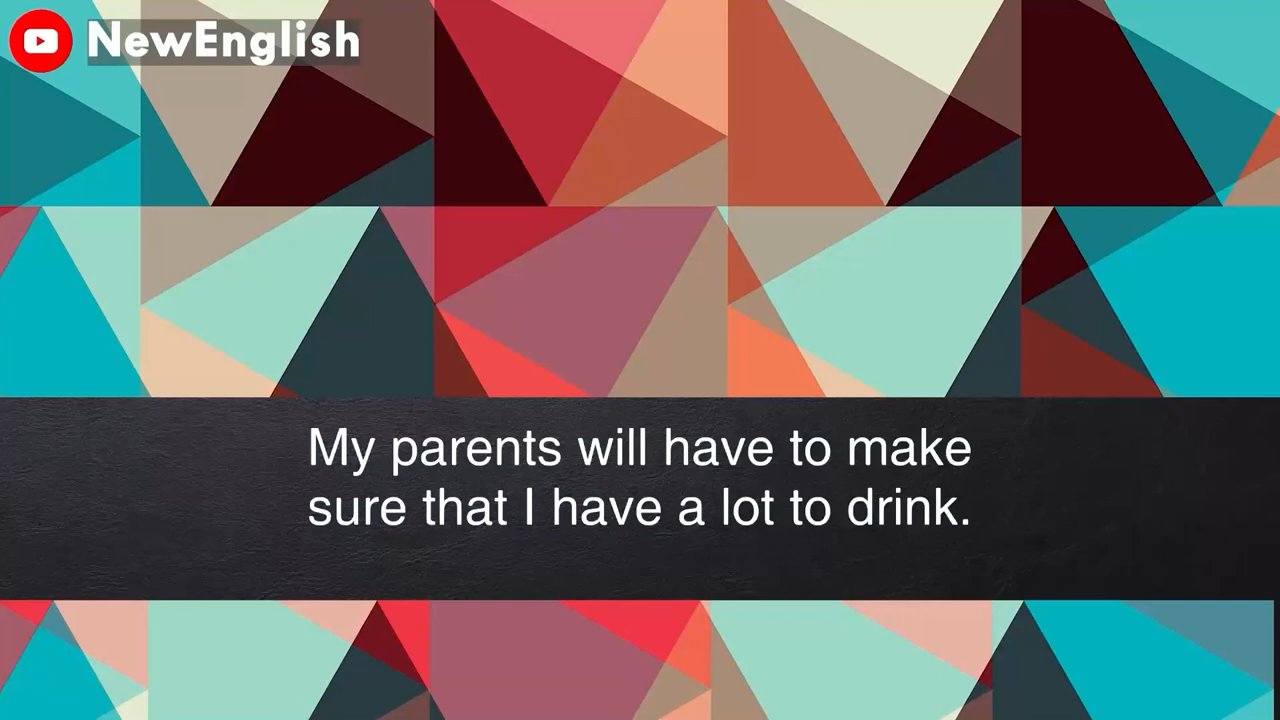 NewEnglish
My parents will have to make
sure that I have a lot to drink.